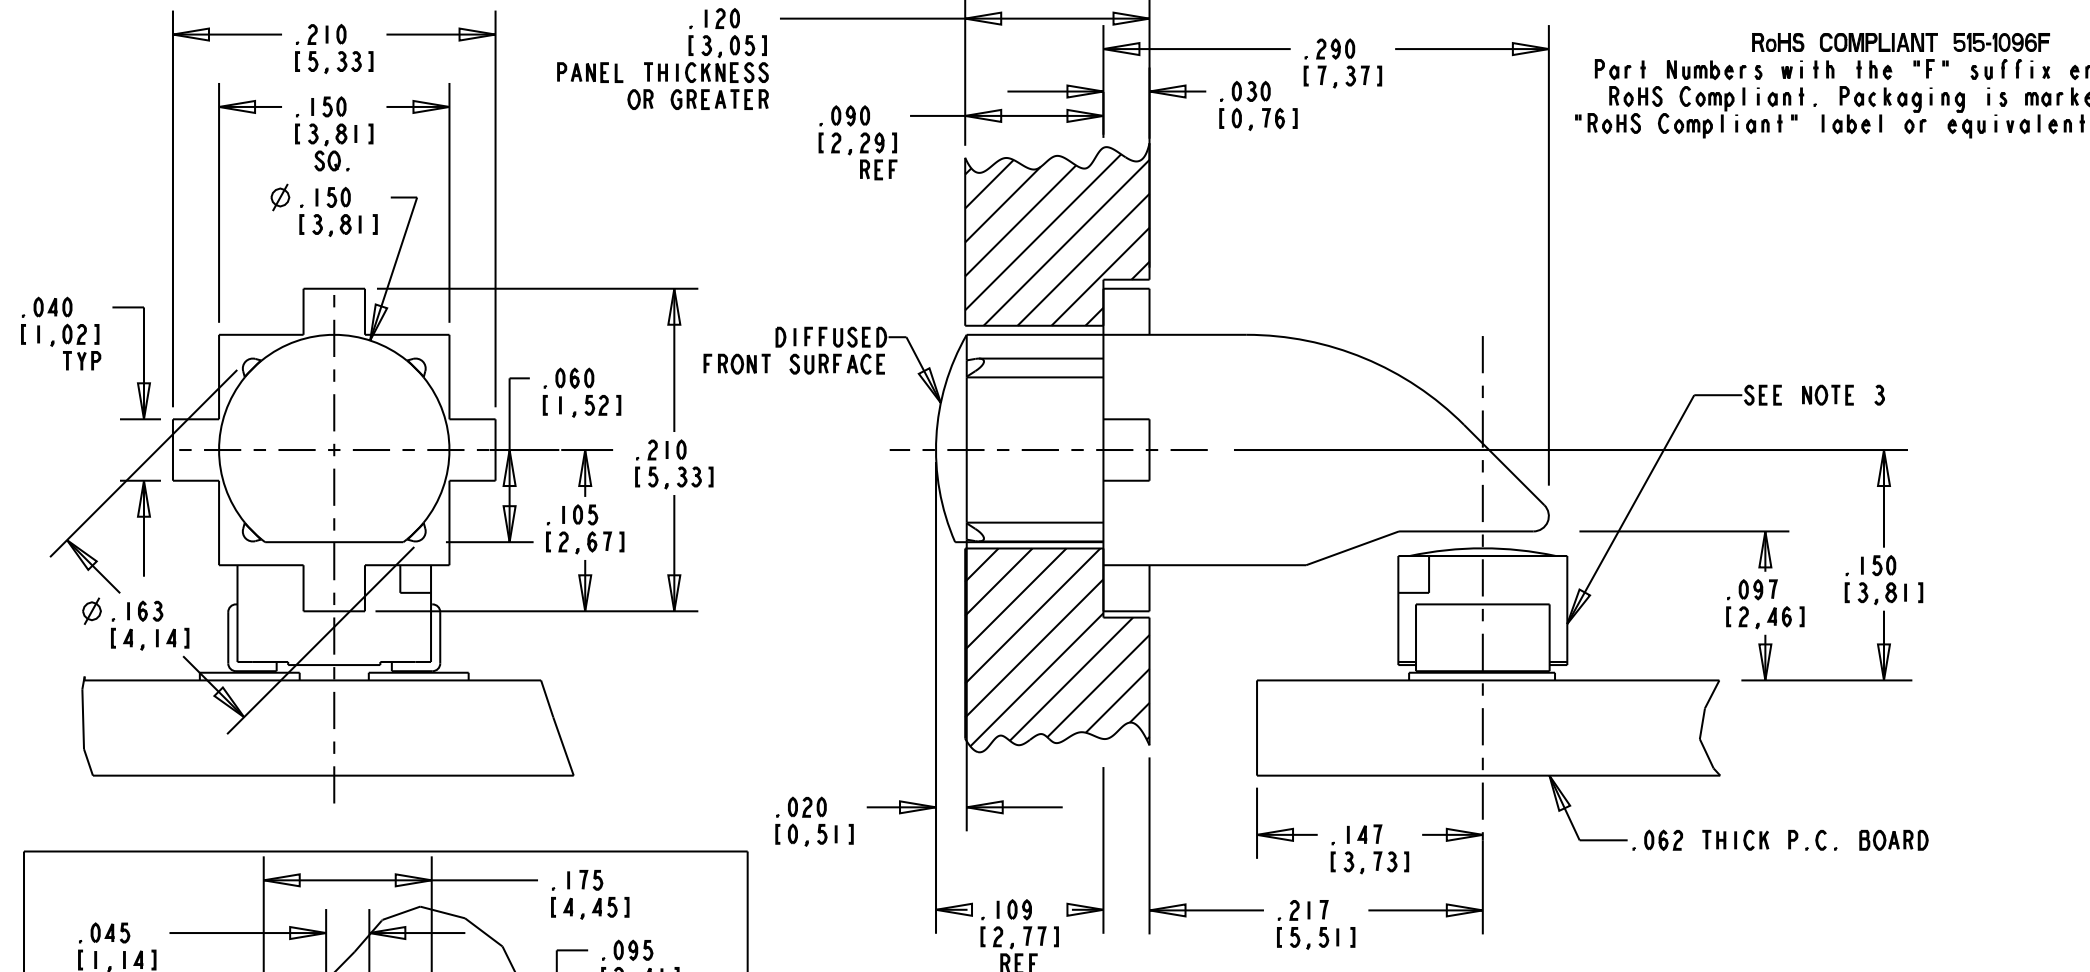 .210
[5,33]
.150
[3,81]
SQ.
Ø .150
[3,81]
.040
[1,02]
TYP
.060
[1,52]
.210
[5,33]
.105
[2,67]
Ø .163
[4,14]
.175
[4,45]
.045
[1,14]
.095
.120
[3,05]
PANEL THICKNESS
OR GREATER
.290
[7,37]
.030
[0,76]
.090
[2,29]
REF
RoHS COMPLIANT 515-1096F
Part Numbers with the "F" suffix
RoHS Compliant. Packaging is
"RoHS Compliant" label or equivalent
DIFFUSED
FRONT SURFACE
SEE NOTE 3
.150
[3,81]
.097
[2,46]
.020
[0,51]
.147
[3,73]
.062 THICK P.C. BOARD
.109
[2,77]
REF
.217
[5,51]